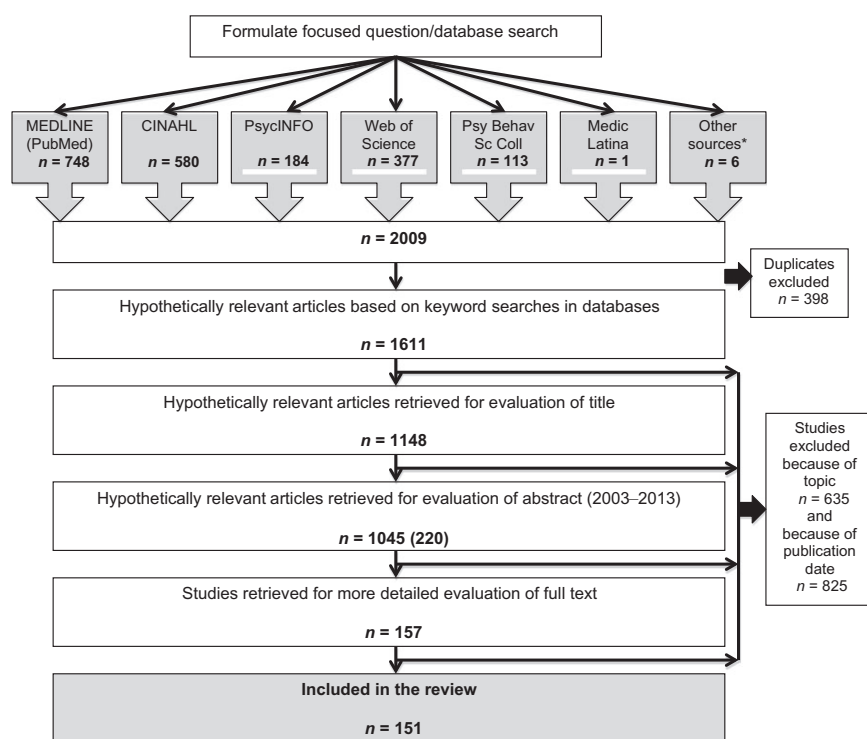 Formulate focused question/database search
MEDLINE
(PubMed)
n = 748
CINAHL
n = 580
PsycINFO
n = 184
Web of
Science
n = 377
Psy Behav
Sc Coll
n = 113
Medic
Latina
n = 1
Other
sources*
n = 6
n = 2009
Duplicates
excluded
n = 398
Hypothetically relevant articles based on keyword searches in databases
n = 1611
Hypothetically relevant articles retrieved for evaluation of title
n = 1148
Studies
excluded
because of
topic
n = 635
and
because of
publication
date
n = 825
Hypothetically relevant articles retrieved for evaluation of abstract (2003–2013)
n = 1045 (220)
Studies retrieved for more detailed evaluation of full text
n = 157
Included in the review
n = 151